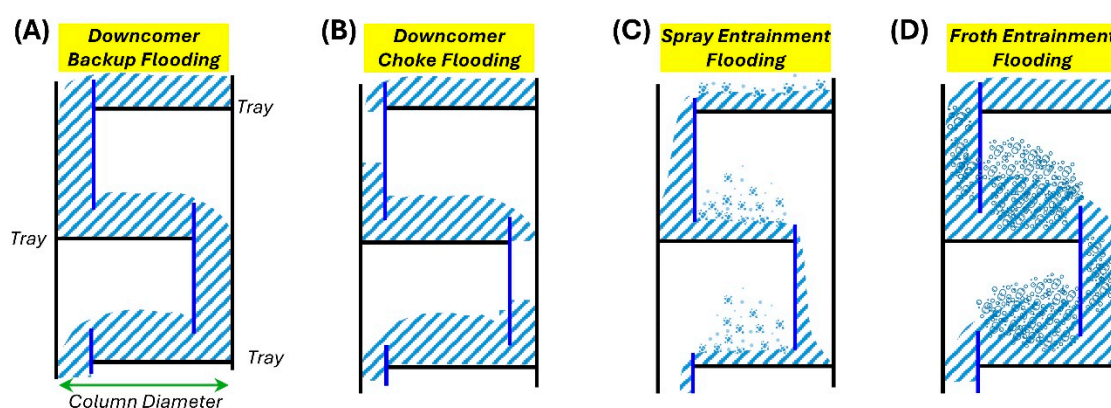 (A)
Downcomer
Backup Flooding
(B)
Downcomer
Choke Flooding
(C)
Spray Entrainment
Flooding
(D)
Froth Entrainment
Flooding
Tray
Tray
Tray
Column Diameter